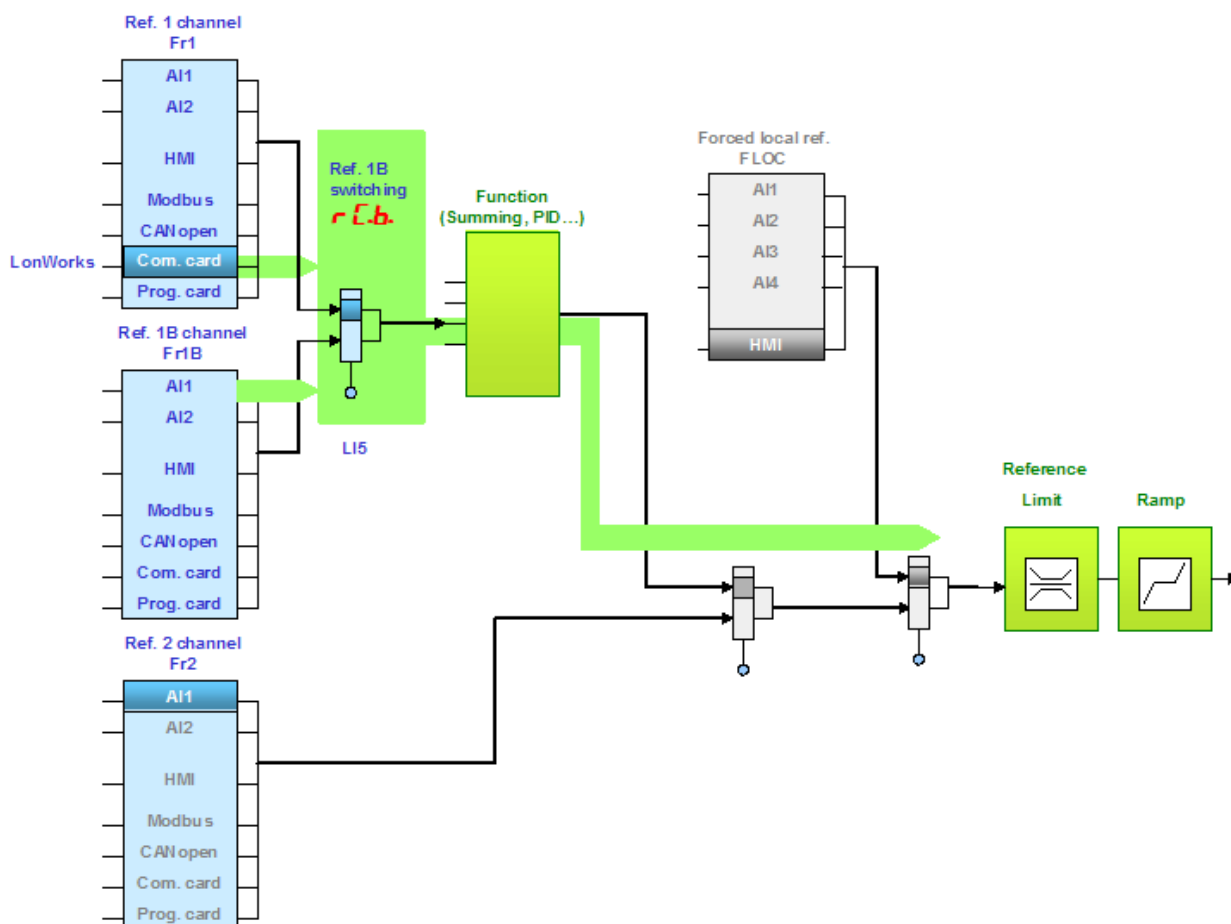 Ref. 1 channel
Fr1
AI1
AI2
HMI
Modbus
CANopen
LonWorks
Com. card
Prog. card
Ref. 1B channel
Fr1B
AI1
AI2
HMI
Modbus
CANopen
Com. card
Prog. card
Ref. 2 channel
Fr2
AI1
AI2
HMI
Modbus
CANopen
Com. card
Prog. card
Ref. 1B
switching
rCb.
LI5
Function
(Summing, PID...)
Forced local ref.
FLOC
AI1
AI2
AI3
AI4
HMI
Reference
Limit
Ramp